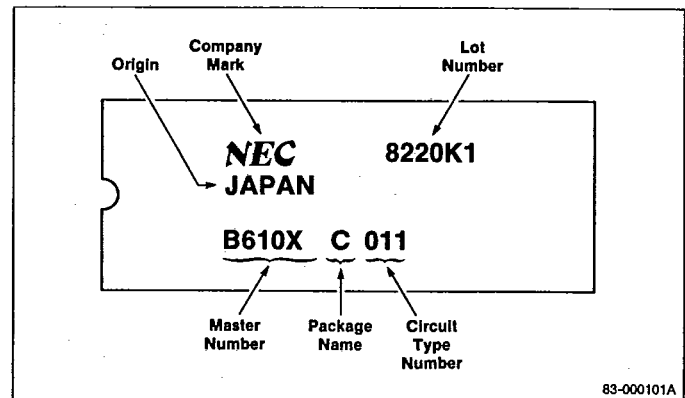 Company
Mark
Lot
Number
Origin
NEC
8220K1
JAPAN
B610X C 011
Master
Number
Package
Name
Circuit
Type
Number
83-000101A